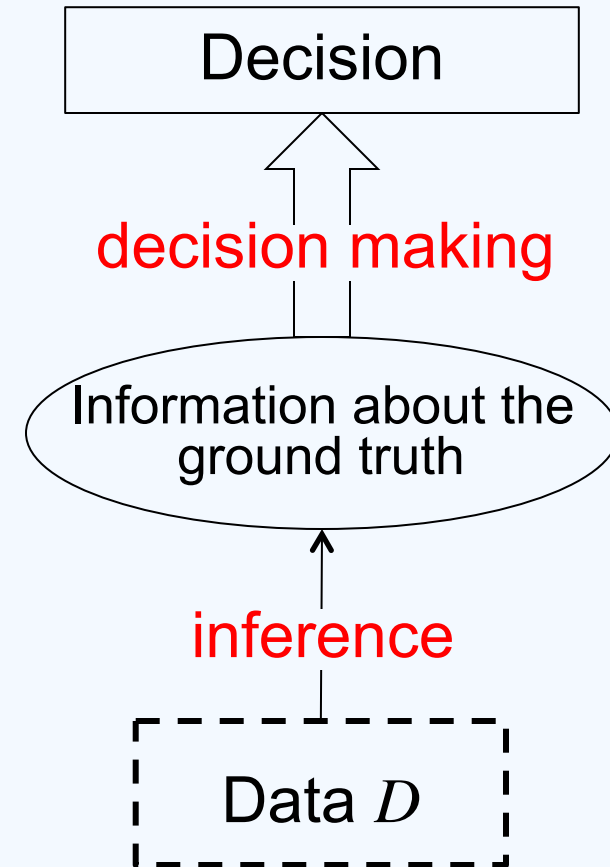 Decision
decision making
Information about the
ground truth
inference
Data D